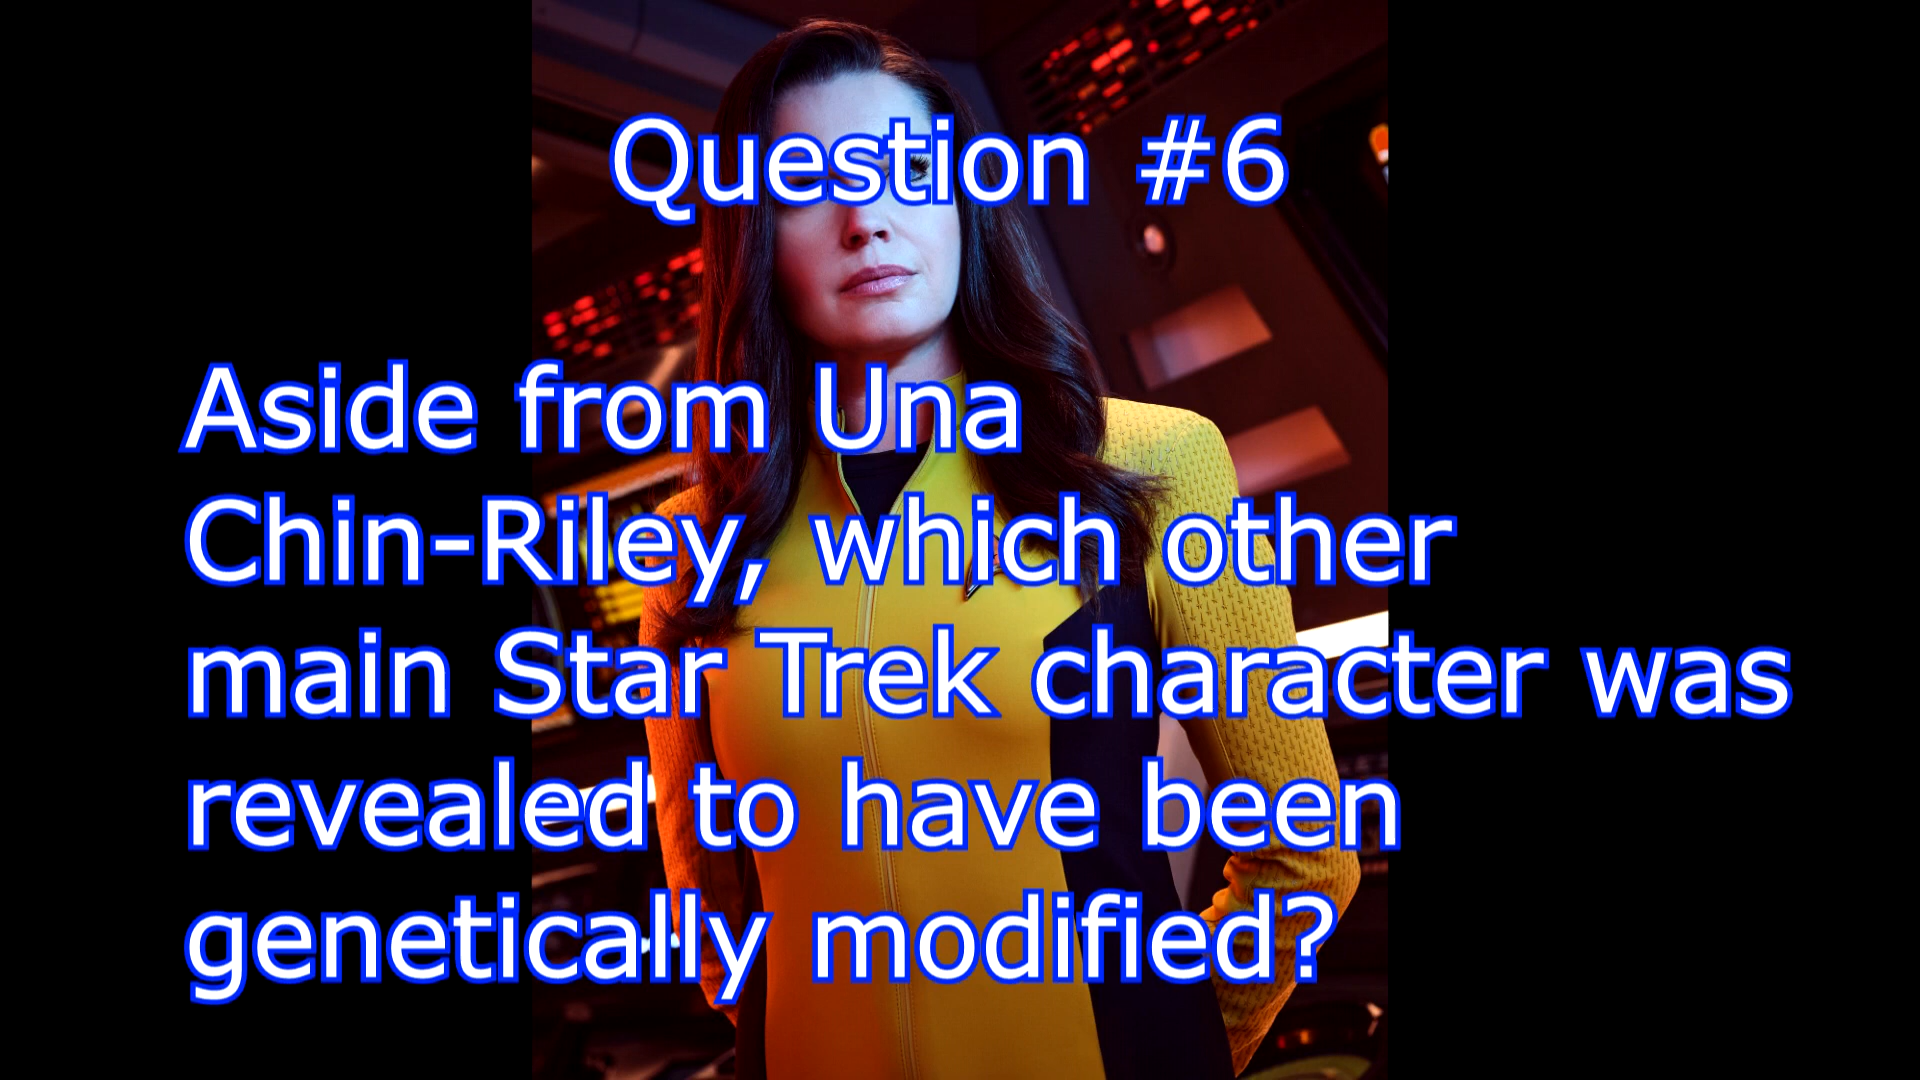 Question #6
Aside from Una
Chin-Riley, which other
main Star Trek character was
revealed to have been
genetically modified?